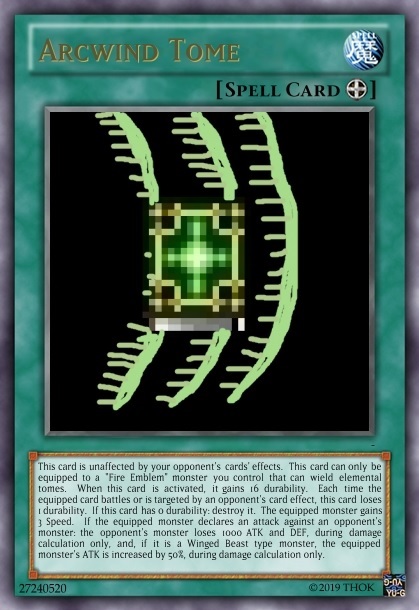 Arcwind Tome
魔
[Spell Card]
This card is unaffected by your opponent's cards' effects. This card can only be
equipped to a "Fire Emblem" monster you control that can wield elemental
tomes. When this card is activated, it gains 16 durability. Each time the
equipped card battles or is targeted by an opponent's card effect, this card loses
1 durability. If this card has 0 durability: destroy it. The equipped monster gains
3 Speed. If the equipped monster declares an attack against an opponent's
monster: the opponent's monster loses 1000 ATK and DEF, during damage
calculation only, and, if it is a Winged Beast type monster, the equipped
monster's ATK is increased by 50%, during damage calculation only.
27240520
©2019 THOK